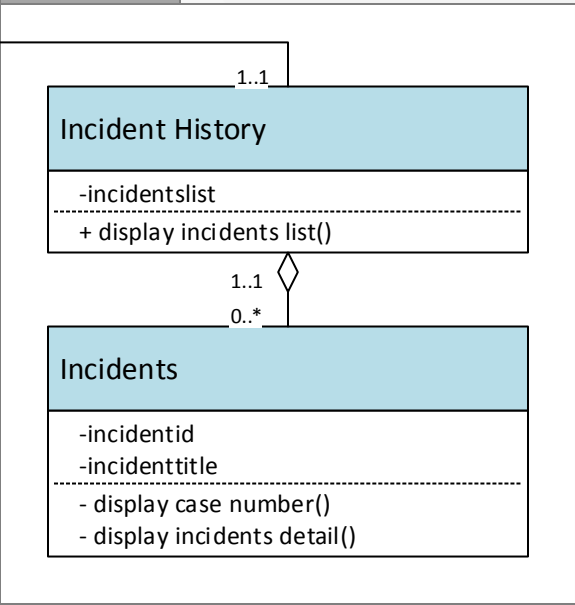 1..1
Incident History
-incidentslist
+ display incidents list()
1..1
0..*
Incidents
-incidentid
-incidenttitle
- display case number()
- display incidents detail()